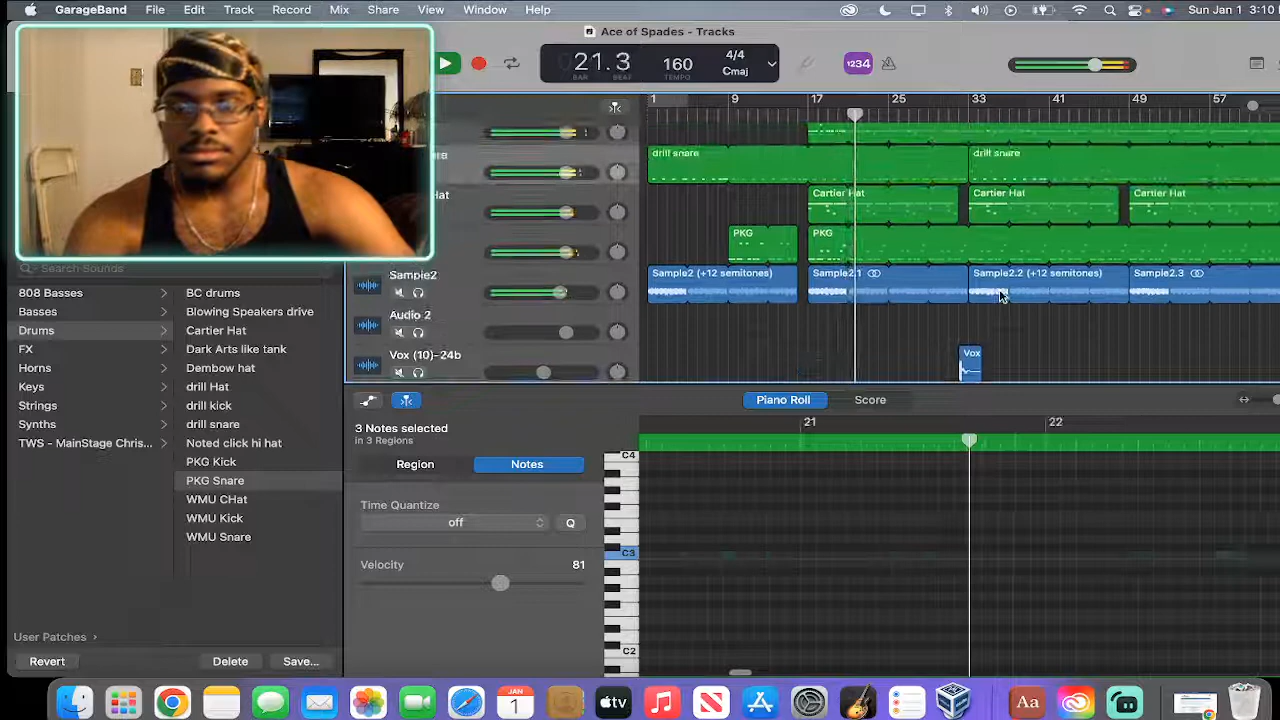 GarageBand File Edit Track Record Mix Share View Window Help
Sun Jan 1 3:10
Ace of Spades - Tracks
21.3
BAR BEAT
160
TEMPO
4/4
Cmaj
1234
1 9 17 25 33 41 49 57
drill snare drill snare
Hat
Cartier Hat Cartier Hat Cartier Hat
PKG PKG
Sample2
Sample2 (+12 semitones) Sample2.1 Sample2.2 (+12 semitones) Sample2.3
Audio 2
Vox (10)-24b
Vox
Search Sounds
808 Basses
Basses
Drums
FX
Horns
Keys
Strings
Synths
TWS - MainStage Chris...
BC drums
Blowing Speakers drive
Cartier Hat
Dark Arts like tank
Dembow hat
drill Hat
drill kick
drill snare
Noted click hi hat
PKG Kick
PKG Snare
WMU CHat
WMU Kick
WMU Snare
User Patches
Revert Delete Save...
Piano Roll Score
3 Notes selected
in 3 Regions
Region Notes
Time Quantize
off Q
Velocity 81
21 22
C4
C3
C2
JAN
1
tv
Aa